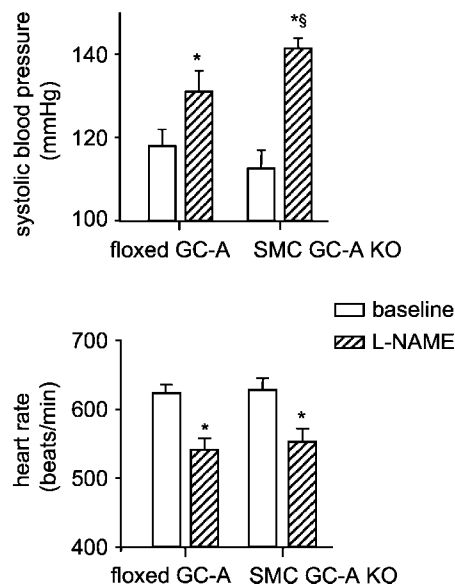 systolic blood pressure
(mmHg)
140
120
100
*
*§
floxed GC-A
SMC GC-A KO
baseline
L-NAME
heart rate
(beats/min)
700
600
500
400
*
*
floxed GC-A
SMC GC-A KO